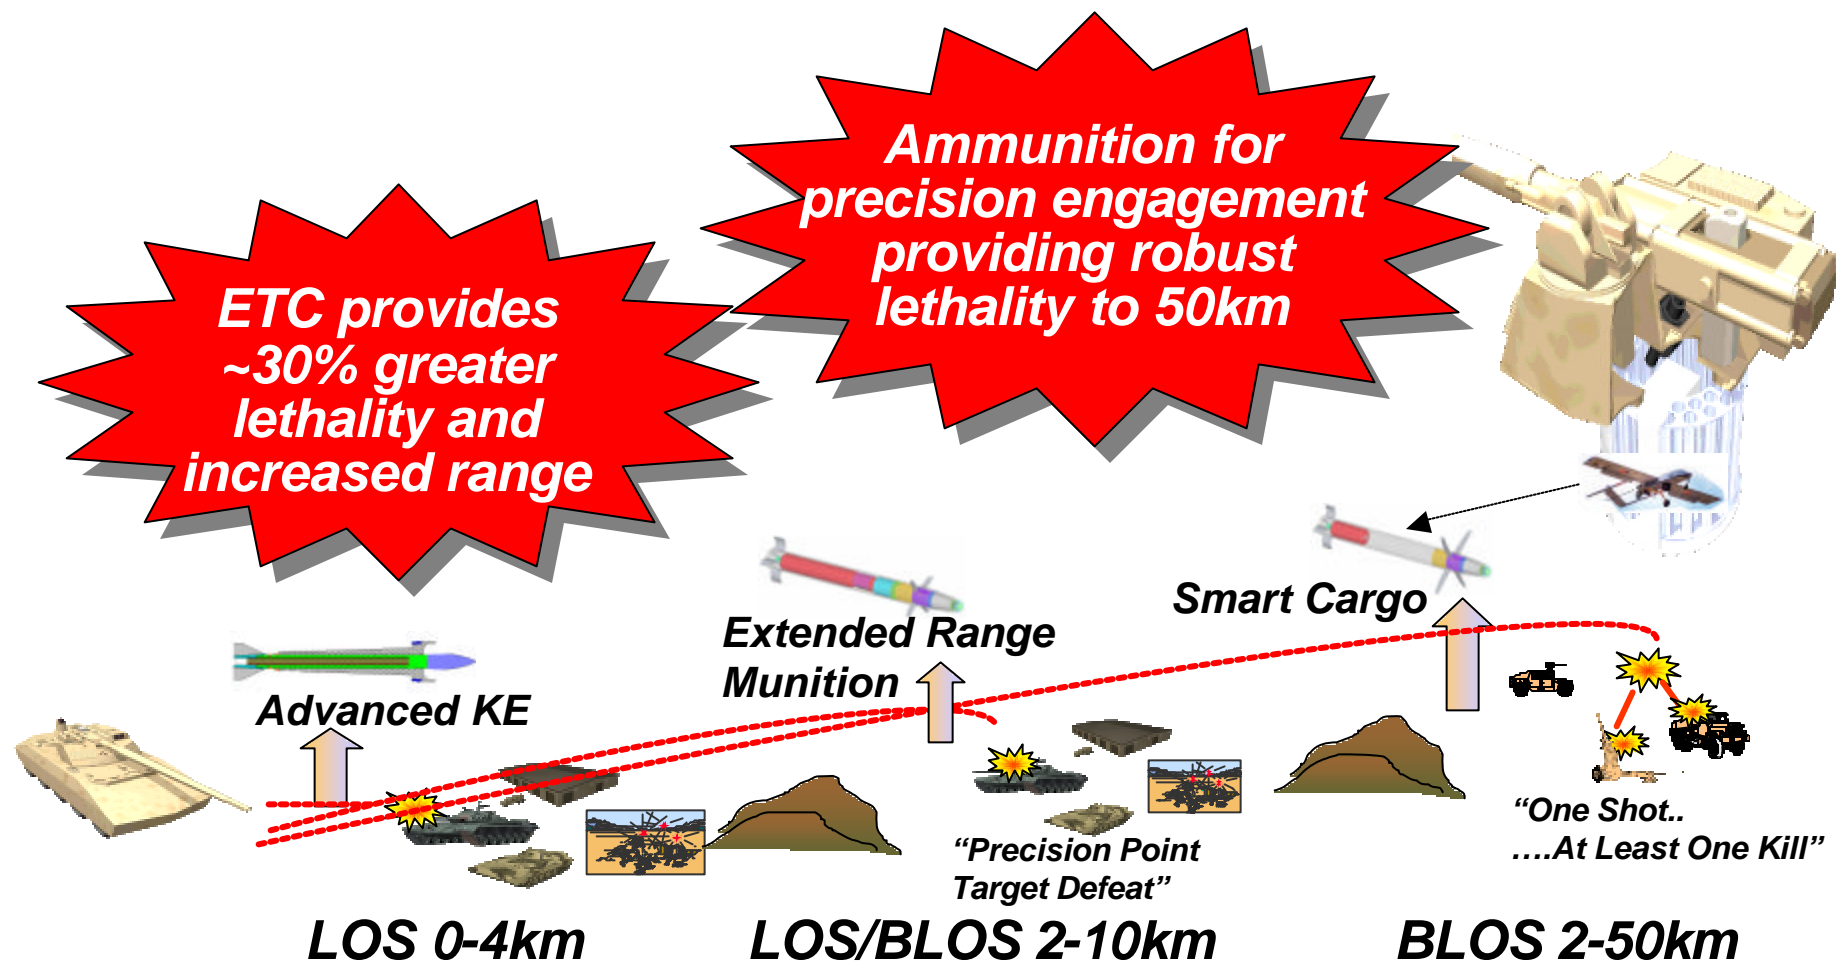 Ammunition for
precision engagement
providing robust
lethality to 50km
ETC provides
~30% greater
lethality and
increased range
Smart Cargo
Extended Range
Munition
Advanced KE
“One Shot..
….At Least One Kill”
“Precision Point
Target Defeat”
LOS 0-4km
LOS/BLOS 2-10km
BLOS 2-50km